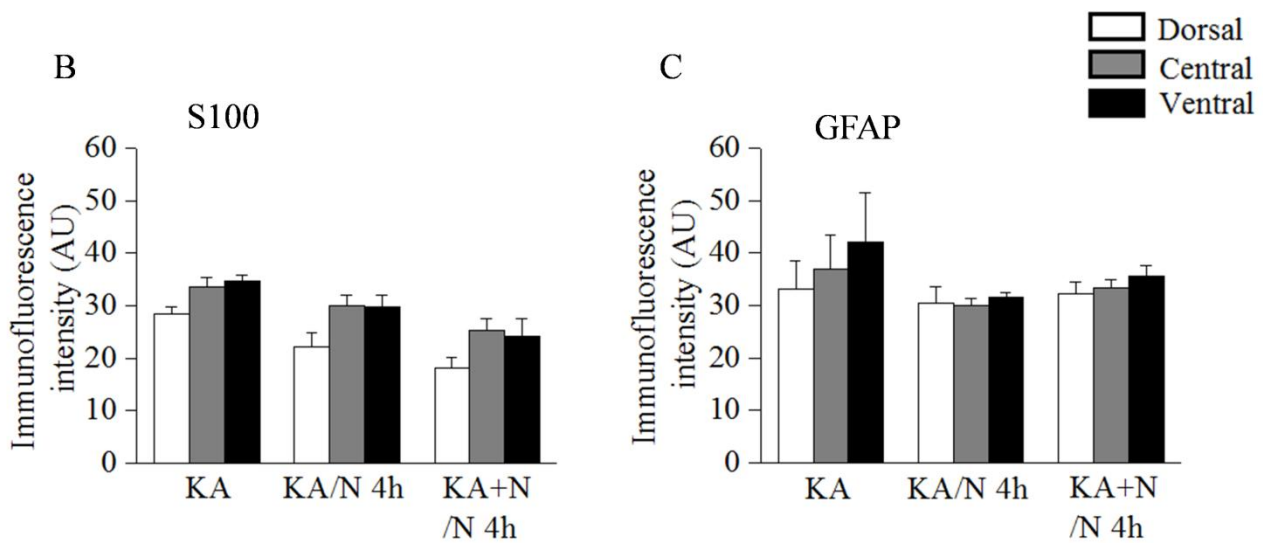 Dorsal
Central
Ventral
B
S100
Immunofluorescence
intensity (AU)
60
50
40
30
20
10
0
KA
KA/N 4h
KA+N
/N 4h
C
GFAP
Immunofluorescence
intensity (AU)
60
50
40
30
20
10
0
KA
KA/N 4h
KA+N
/N 4h